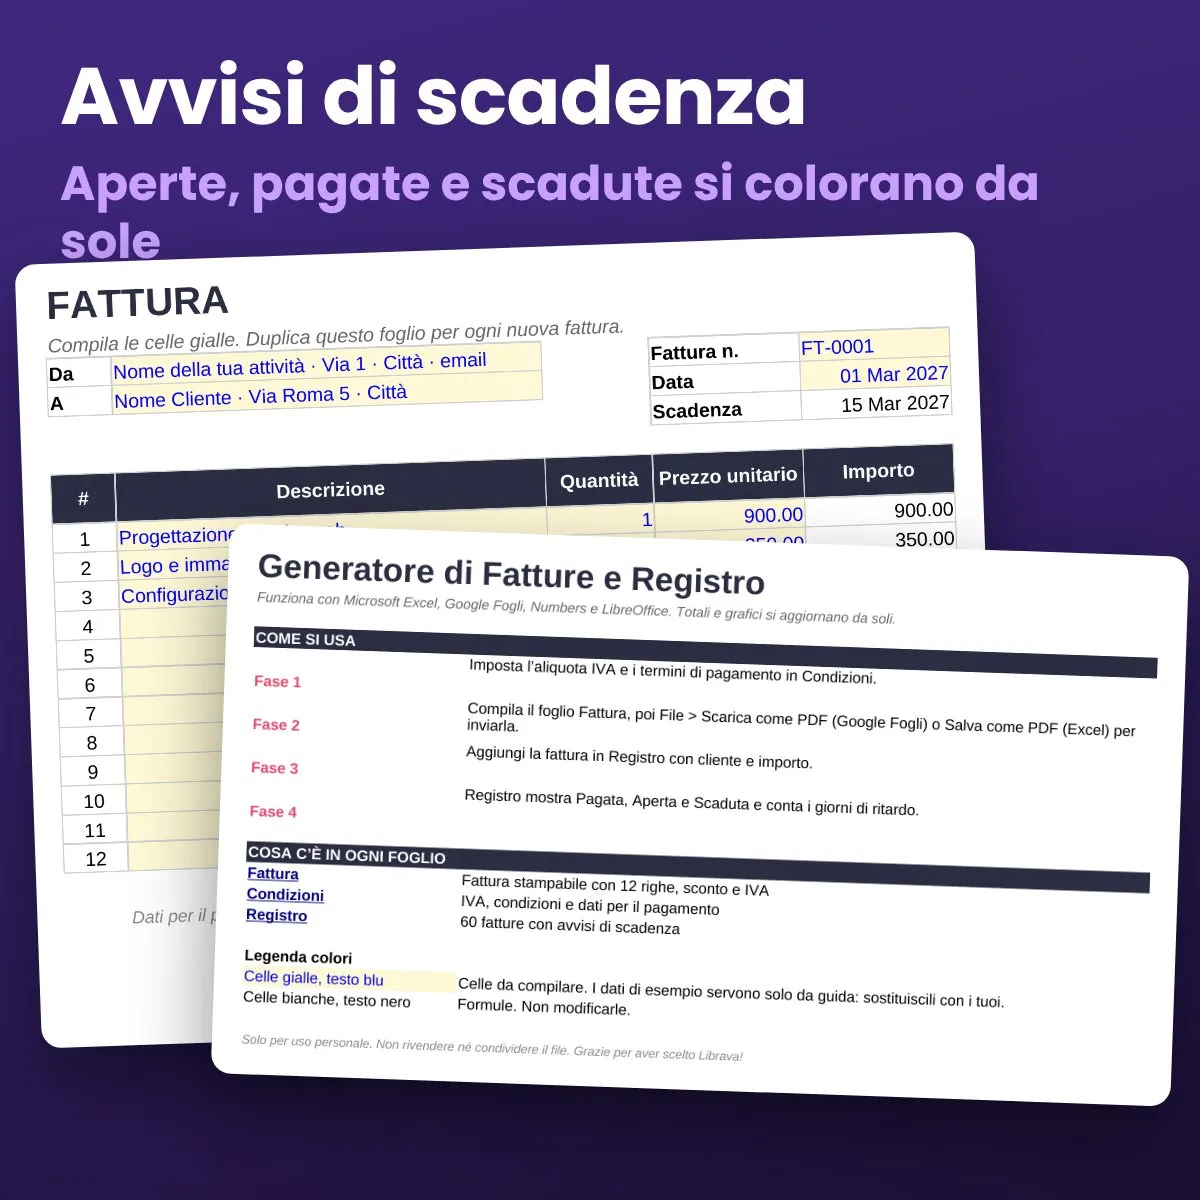 Avvisi di scadenza
Aperte, pagate e scadute si colorano da
sole
FATTURA
Compila le celle gialle. Duplica questo foglio per ogni nuova fattura.
Da Nome della tua attività · Via 1 · Città · email
A Nome Cliente · Via Roma 5 · Città
Fattura n. FT-0001
Data 01 Mar 2027
Scadenza 15 Mar 2027
# Descrizione Quantità Prezzo unitario Importo
1 Progettazione 1 900.00 900.00
2 Logo e imma 350.00
3 Configurazio
4
5
6
7
8
9
10
11
12
Dati per il p
Generatore di Fatture e Registro
Funziona con Microsoft Excel, Google Fogli, Numbers e LibreOffice. Totali e grafici si aggiornano da soli.
COME SI USA
Fase 1 Imposta l’aliquota IVA e i termini di pagamento in Condizioni.
Fase 2 Compila il foglio Fattura, poi File > Scarica come PDF (Google Fogli) o Salva come PDF (Excel) per
inviarla.
Fase 3 Aggiungi la fattura in Registro con cliente e importo.
Fase 4 Registro mostra Pagata, Aperta e Scaduta e conta i giorni di ritardo.
COSA C’È IN OGNI FOGLIO
Fattura Fattura stampabile con 12 righe, sconto e IVA
Condizioni IVA, condizioni e dati per il pagamento
Registro 60 fatture con avvisi di scadenza
Legenda colori
Celle gialle, testo blu Celle da compilare. I dati di esempio servono solo da guida: sostituiscili con i tuoi.
Celle bianche, testo nero Formule. Non modificarle.
Solo per uso personale. Non rivendere né condividere il file. Grazie per aver scelto Librava!